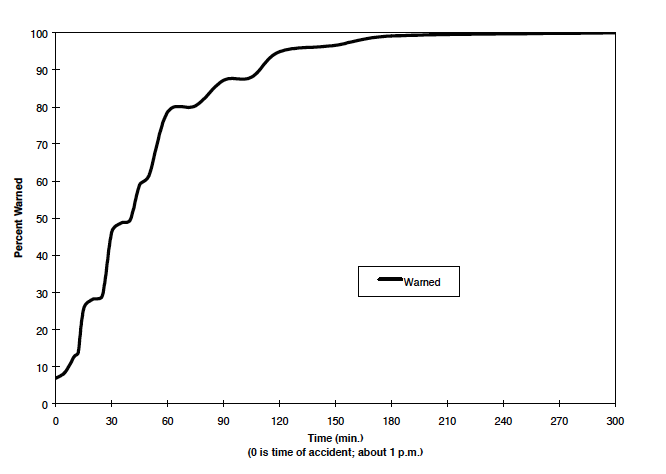 100
90
80
70
60
50
40
30
20
10
0
Percent Warned
Warned
0 30 60 90 120 150 180 210 240 270 300
Time (min.)
(0 is time of accident; about 1 p.m.)